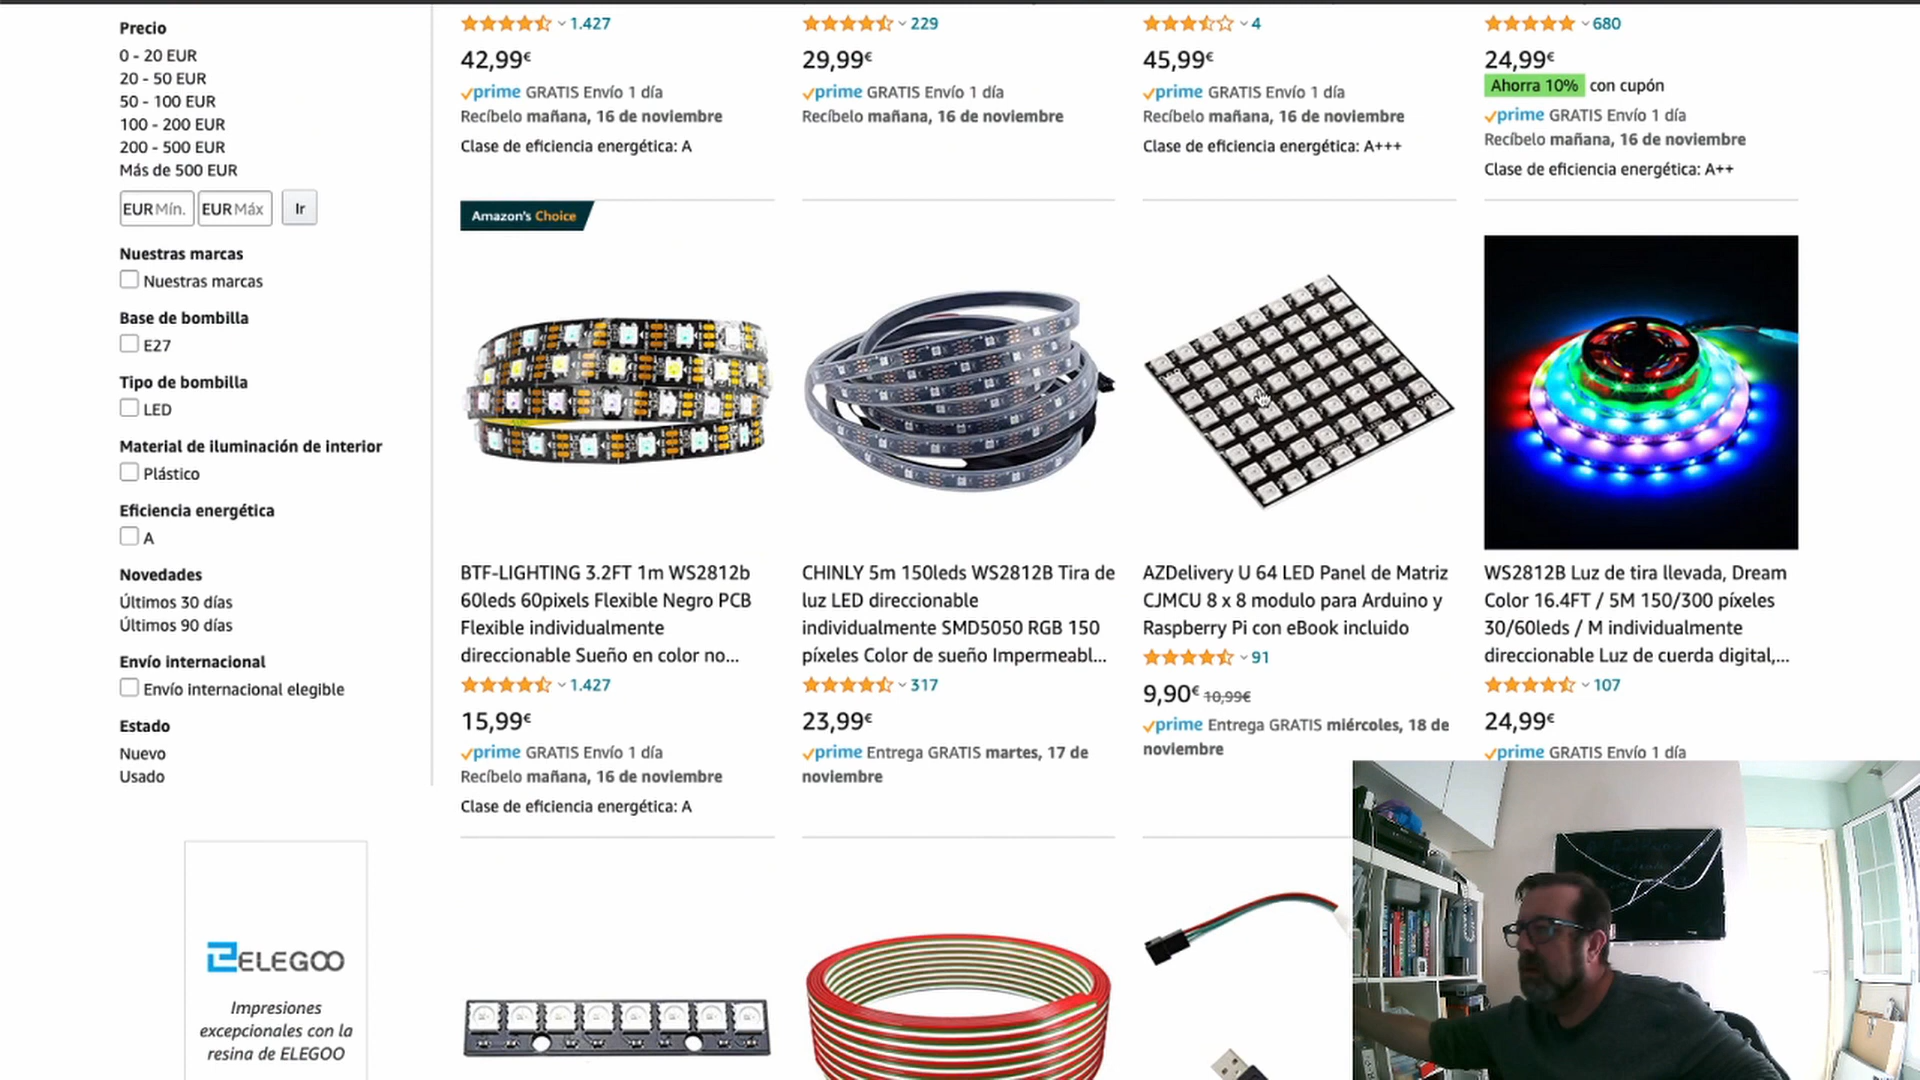 Precio
0 - 20 EUR
20 - 50 EUR
50 - 100 EUR
100 - 200 EUR
200 - 500 EUR
Más de 500 EUR
EUR Mín. EUR Máx Ir
Nuestras marcas
Nuestras marcas
Base de bombilla
E27
Tipo de bombilla
LED
Material de iluminación de interior
Plástico
Eficiencia energética
A
Novedades
Últimos 30 días
Últimos 90 días
Envío internacional
Envío internacional elegible
Estado
Nuevo
Usado
ELEGOO
Impresiones
excepcionales con la
resina de ELEGOO
1.427
42,99€
prime GRATIS Envío 1 día
Recíbelo mañana, 16 de noviembre
Clase de eficiencia energética: A
229
29,99€
prime GRATIS Envío 1 día
Recíbelo mañana, 16 de noviembre
4
45,99€
prime GRATIS Envío 1 día
Recíbelo mañana, 16 de noviembre
Clase de eficiencia energética: A+++
680
24,99€
Ahorra 10% con cupón
prime GRATIS Envío 1 día
Recíbelo mañana, 16 de noviembre
Clase de eficiencia energética: A++
Amazon's Choice
BTF-LIGHTING 3.2FT 1m WS2812b
60leds 60pixels Flexible Negro PCB
Flexible individualmente
direccionable Sueño en color no...
1.427
15,99€
prime GRATIS Envío 1 día
Recíbelo mañana, 16 de noviembre
Clase de eficiencia energética: A
CHINLY 5m 150leds WS2812B Tira de
luz LED direccionable
individualmente SMD5050 RGB 150
píxeles Color de sueño Impermeabl...
317
23,99€
prime Entrega GRATIS martes, 17 de
noviembre
AZDelivery U 64 LED Panel de Matriz
CJMCU 8 x 8 modulo para Arduino y
Raspberry Pi con eBook incluido
91
9,90€ 10,99€
prime Entrega GRATIS miércoles, 18 de
noviembre
WS2812B Luz de tira llevada, Dream
Color 16.4FT / 5M 150/300 píxeles
30/60leds / M individualmente
direccionable Luz de cuerda digital,...
107
24,99€
prime GRATIS Envío 1 día